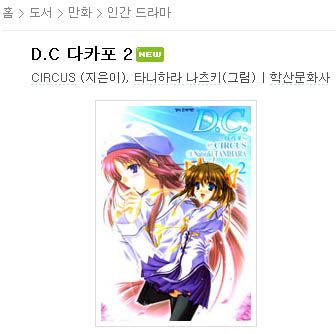 홈 > 도서 > 만화 > 인간 드라마
D.C 다카포 2 NEW
CIRCUS (지은이), 타니하라 나츠키(그림) | 학산문화사
D.C.
CIRCUS
Natsuki TANIHARA
2